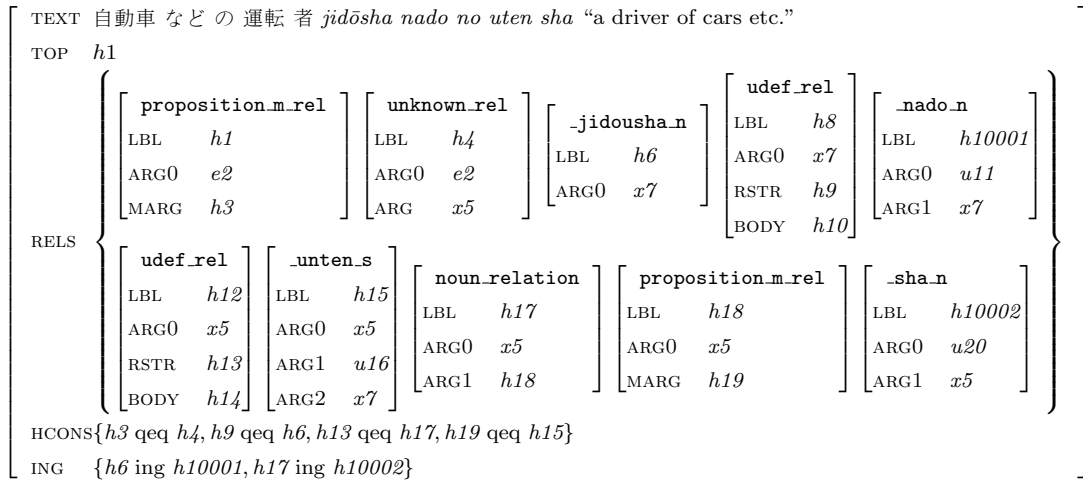 TEXT 自動車 など の 運転 者 jidōsha nado no uten sha “a driver of cars etc.”
TOP h1
RELS
proposition_m_rel
LBL h1
ARG0 e2
MARG h3
unknown_rel
LBL h4
ARG0 e2
ARG x5
_jidousha_n
LBL h6
ARG0 x7
udef_rel
LBL h8
ARG0 x7
RSTR h9
BODY h10
_nado_n
LBL h10001
ARG0 u11
ARG1 x7
udef_rel
LBL h12
ARG0 x5
RSTR h13
BODY h14
_unten_s
LBL h15
ARG0 x5
ARG1 u16
ARG2 x7
noun_relation
LBL h17
ARG0 x5
ARG1 h18
proposition_m_rel
LBL h18
ARG0 x5
MARG h19
_sha_n
LBL h10002
ARG0 u20
ARG1 x5
HCONS{h3 qeq h4, h9 qeq h6, h13 qeq h17, h19 qeq h15}
ING {h6 ing h10001, h17 ing h10002}